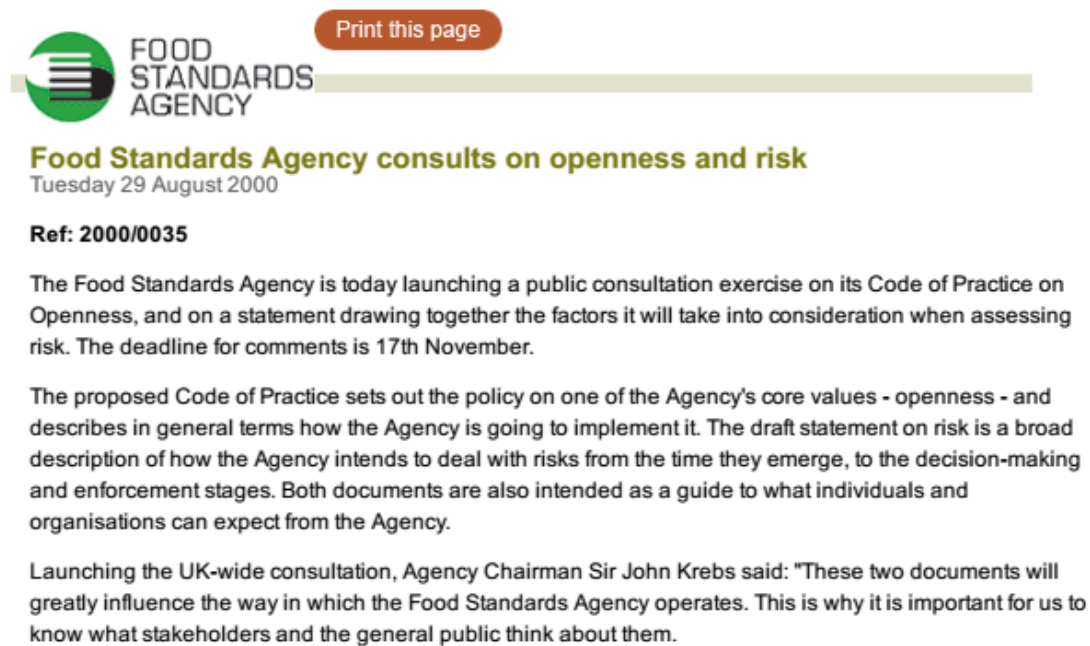 Print this page
FOOD
STANDARDS
AGENCY
Food Standards Agency consults on openness and risk
Tuesday 29 August 2000
Ref: 2000/0035
The Food Standards Agency is today launching a public consultation exercise on its Code of Practice on
Openness, and on a statement drawing together the factors it will take into consideration when assessing
risk. The deadline for comments is 17th November.
The proposed Code of Practice sets out the policy on one of the Agency's core values - openness - and
describes in general terms how the Agency is going to implement it. The draft statement on risk is a broad
description of how the Agency intends to deal with risks from the time they emerge, to the decision-making
and enforcement stages. Both documents are also intended as a guide to what individuals and
organisations can expect from the Agency.
Launching the UK-wide consultation, Agency Chairman Sir John Krebs said: "These two documents will
greatly influence the way in which the Food Standards Agency operates. This is why it is important for us to
know what stakeholders and the general public think about them.